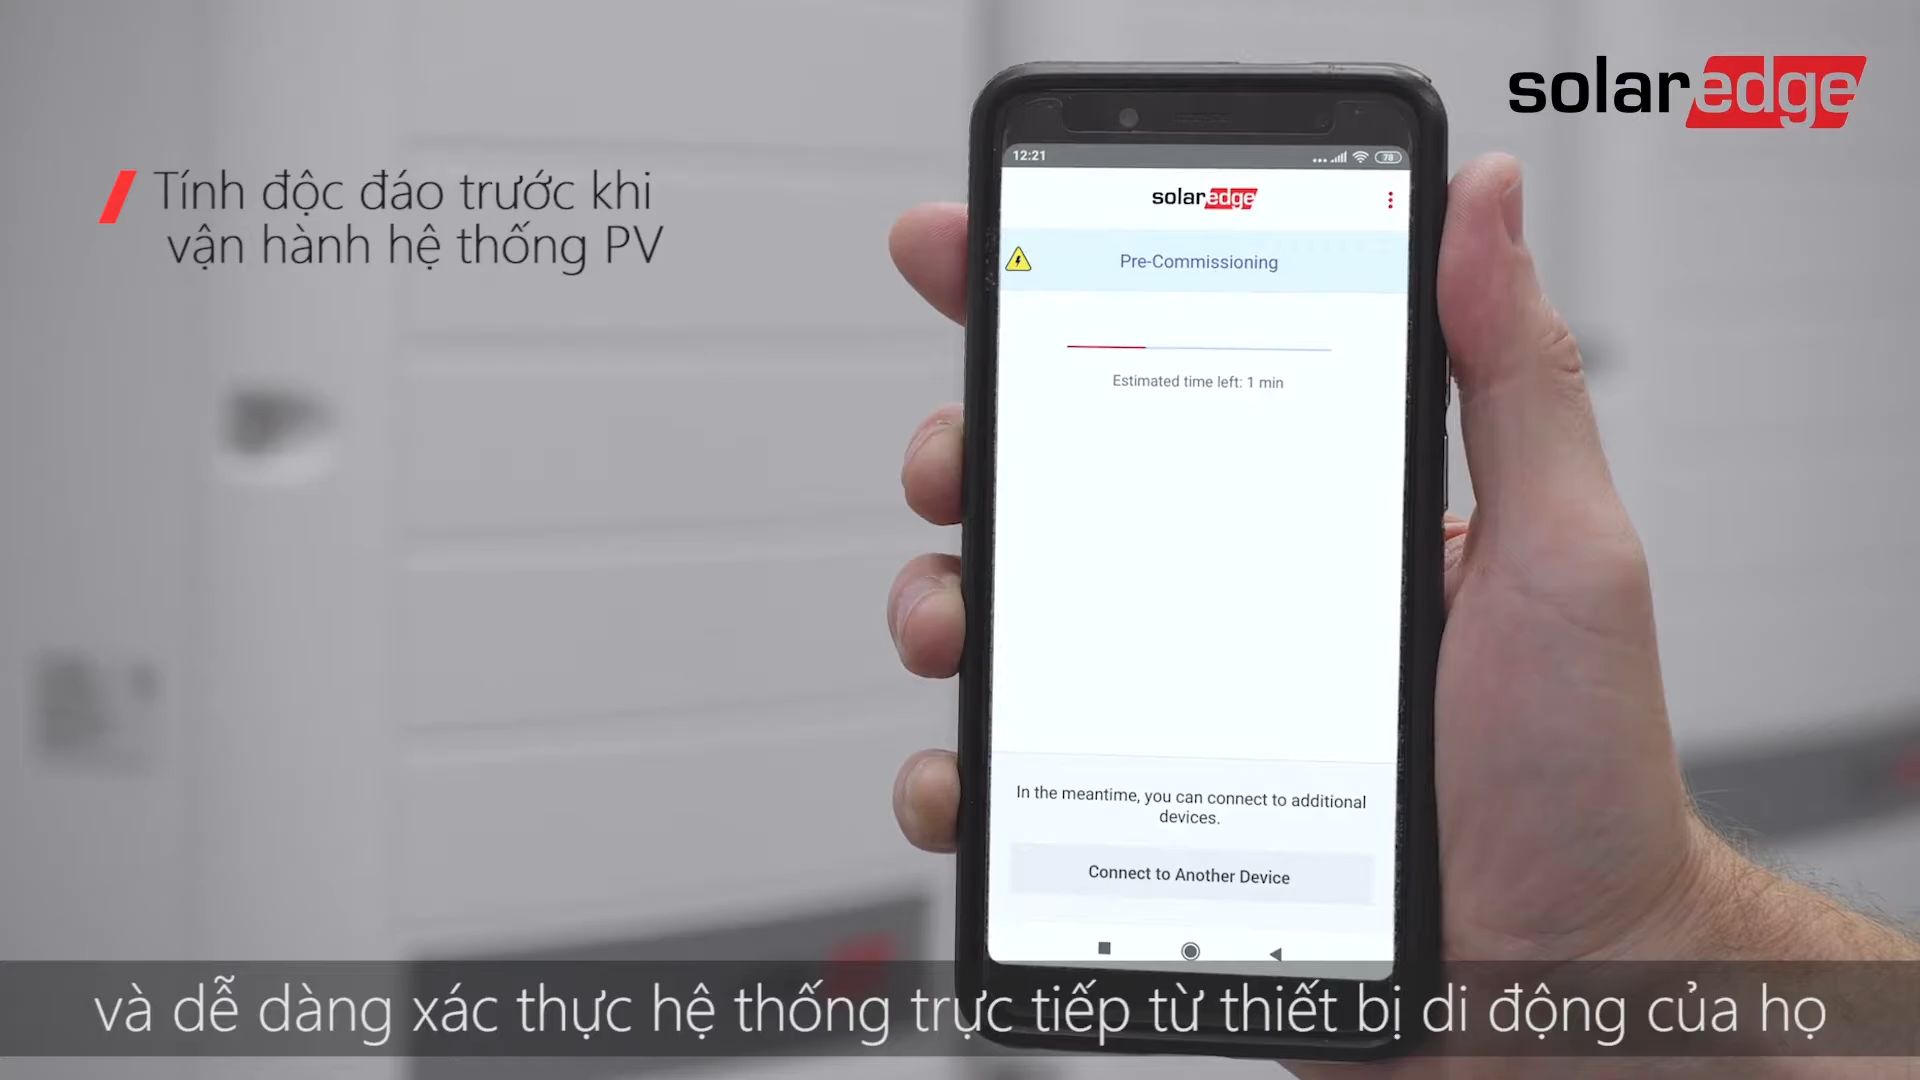 solaredge
Tính độc đáo trước khi
vận hành hệ thống PV
12:21
78
solaredge
Pre-Commissioning
Estimated time left: 1 min
In the meantime, you can connect to additional
devices.
Connect to Another Device
và dễ dàng xác thực hệ thống trực tiếp từ thiết bị di động của họ